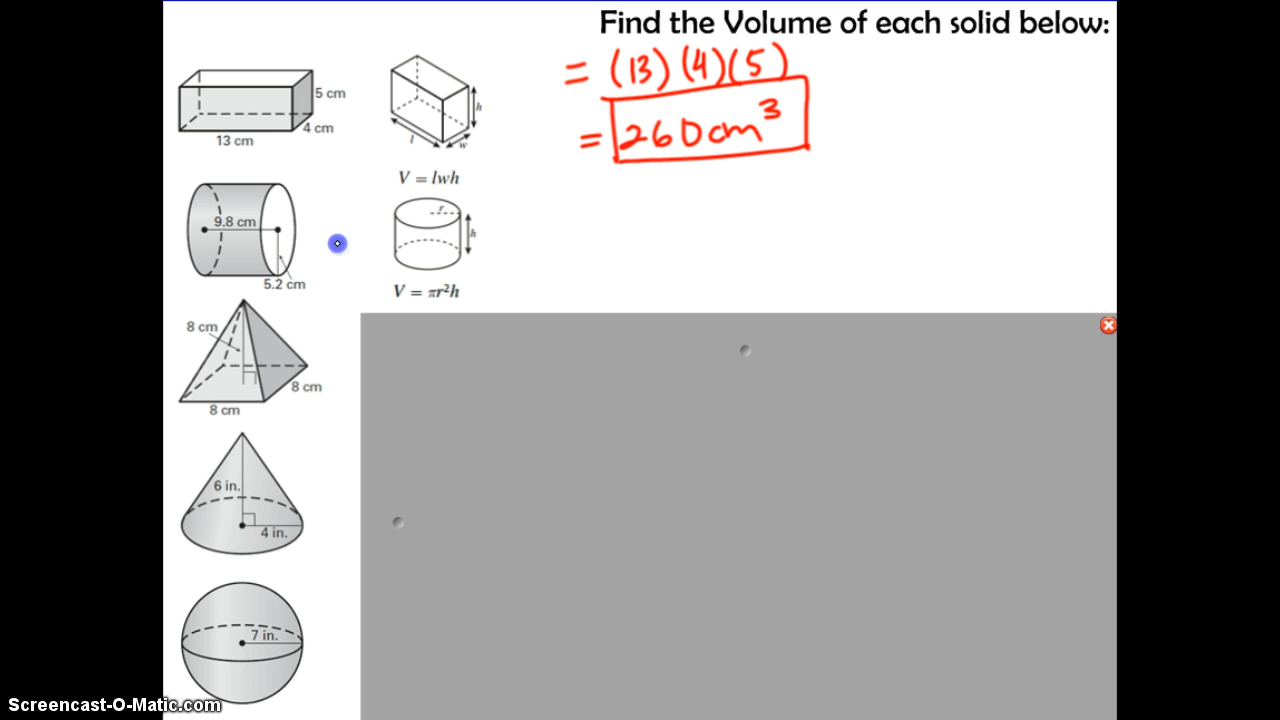 Find the Volume of each solid below:
= (13) (4) (5)
= 260cm³
5 cm
4 cm
13 cm
h
l
w
V = lwh
9.8 cm
5.2 cm
r
h
V = πr²h
8 cm
8 cm
8 cm
6 in.
4 in.
7 in.
Screencast-O-Matic.com